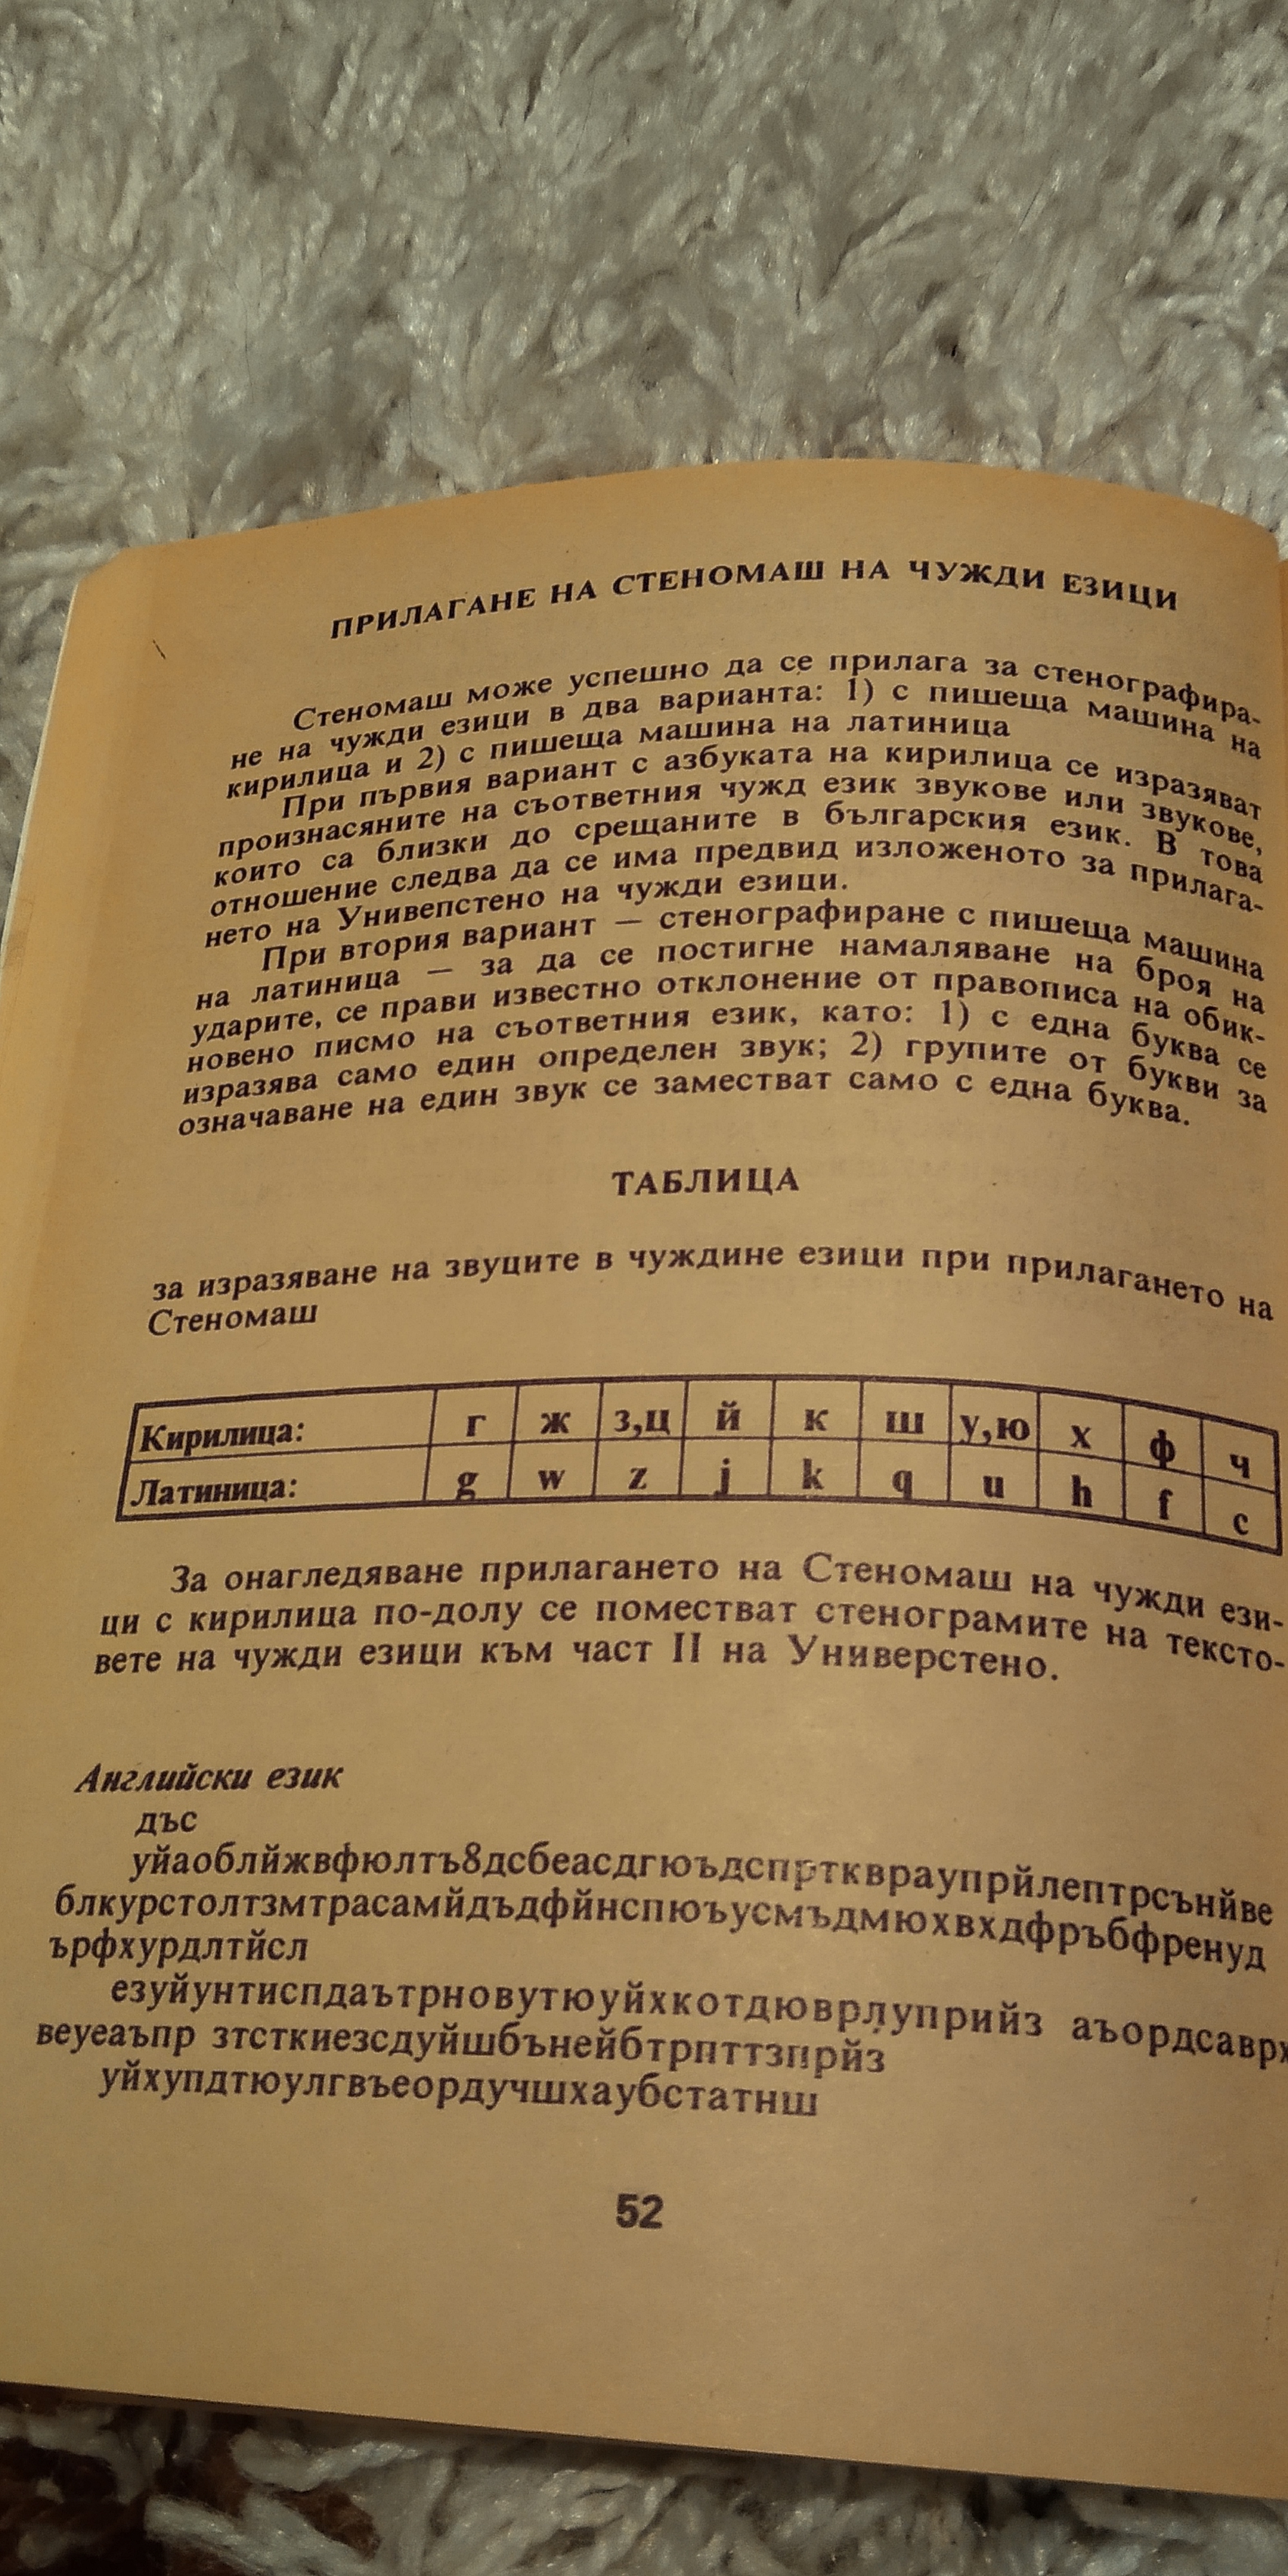 ПРИЛАГАНЕ НА СТЕНОМАШ НА ЧУЖДИ ЕЗИЦИ
Стеномаш може успешно да се прилага за стенографира-
не на чужди езици в два варианта: 1) с пишеща машина на
кирилица и 2) с пишеща машина на латиница
При първия вариант с азбуката на кирилица се изразяват
произнасяните на съответния чужд език звукове или звукове,
които са близки до срещаните в българския език. В това
отношение следва да се има предвид изложеното за прилага-
нето на Унивепстено на чужди езици.
При втория вариант — стенографиране с пишеща машина
на латиница — за да се постигне намаляване на броя на
ударите, се прави известно отклонение от правописа на обик-
новено писмо на съответния език, като: 1) с една буква се
изразява само един определен звук; 2) групите от букви за
означаване на един звук се заместват само с една буква.
ТАБЛИЦА
за изразяване на звуците в чуждине езици при прилагането на
Стеномаш
Кирилица: г ж з,ц й к ш у,ю х ф ч
Латиница: g w z j k q u h f c
За онагледяване прилагането на Стеномаш на чужди ези-
ци с кирилица по-долу се поместват стенограмите на тексто-
вете на чужди езици към част II на Универстено.
Английски език
дъс
уйаоблйжвфюлтъ8дсбеасдгюъдспртквраупрйлептрсънйве
блкурстолтзмтрасамйдъдфйнспюъусмъдмюхвхдфръбфренуд
ърфхурдлтйсл
езуйунтиспдаътрновутюуйхкотдюврлуприйз аъордсаврх
веуеаъпр зтсткиезсдуйшбънейбтрпттзпрйз
уйхупдтюулгвъеордучшхаубстатнш
52